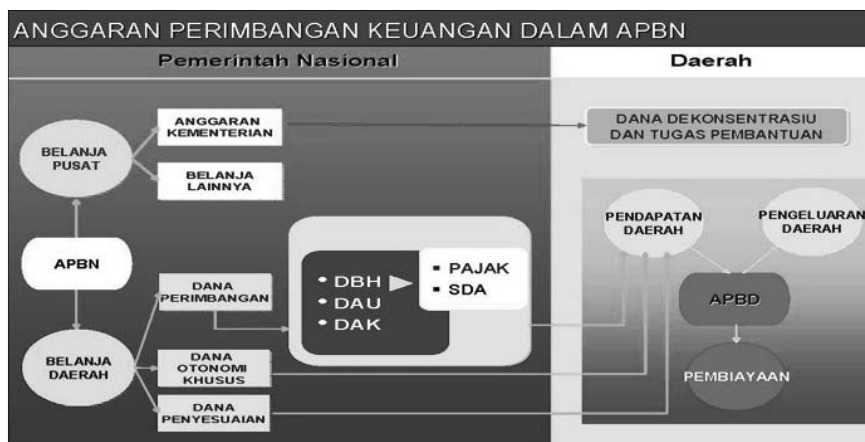 ANGGARAN PERIMBANGAN KEUANGAN DALAM APBN
Pemerintah Nasional
Daerah
BELANJA
PUSAT
ANGGARAN
KEMENTERIAN
BELANJA
LAINNYA
DANA DEKONSENTRASIU
DAN TUGAS PEMBANTUAN
APBN
BELANJA
DAERAH
DANA
PERIMBANGAN
DANA
OTONOMI
KHUSUS
DANA
PENYESUAIAN
• DBH
• DAU
• DAK
▪ PAJAK
▪ SDA
PENDAPATAN
DAERAH
PENGELUARAN
DAERAH
APBD
PEMBIAYAAN